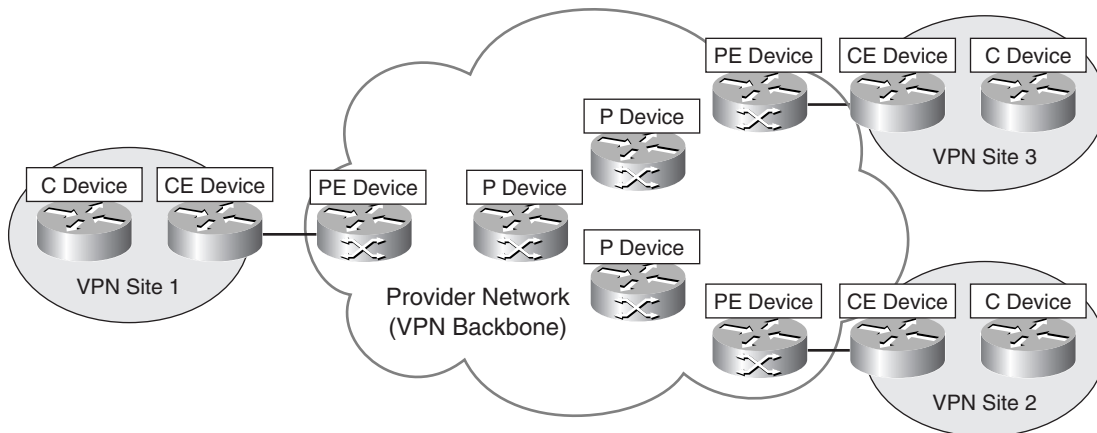 PE Device
CE Device
C Device
P Device
VPN Site 3
C Device
CE Device
PE Device
P Device
VPN Site 1
P Device
Provider Network
(VPN Backbone)
PE Device
CE Device
C Device
VPN Site 2